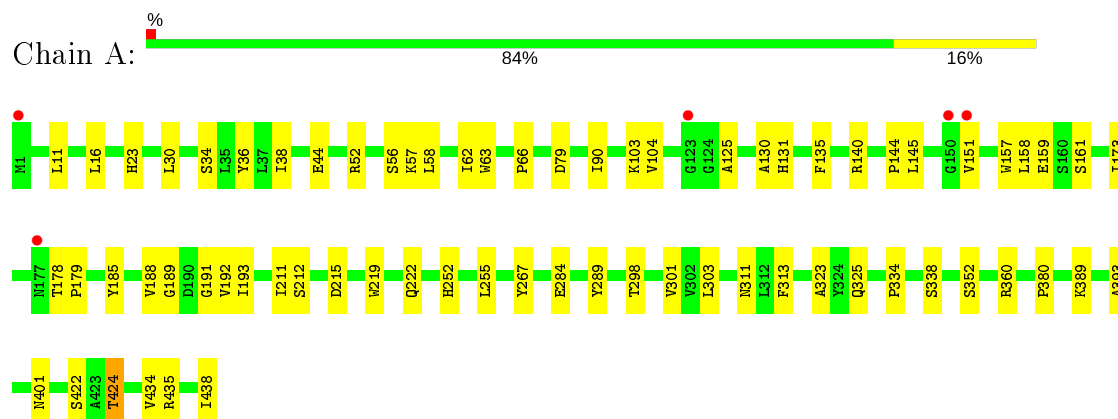 %
Chain A:
84% 16%
M1 L11 L16 H23 L30 S34 L35 Y36 L37 I38 E44 R52 S56 K57 L58 I62 W63 P66 D79 I90 K103 V104 G123 G124 A125 A130 H131 F135 R140 P144 L145 G150 V151 W157 L158 E159 S160 S161
N177 T178 P179 Y185 V188 G189 D190 G191 V192 I193 I211 S212 D215 W219 Q222 H252 L255 Y267 E284 Y289 T298 V301 V302 L303 N311 L312 F313 A323 Y324 Q325 P334 S338 S352 R360 P380 K389
N401 S422 A423 T424 V434 R435 I438